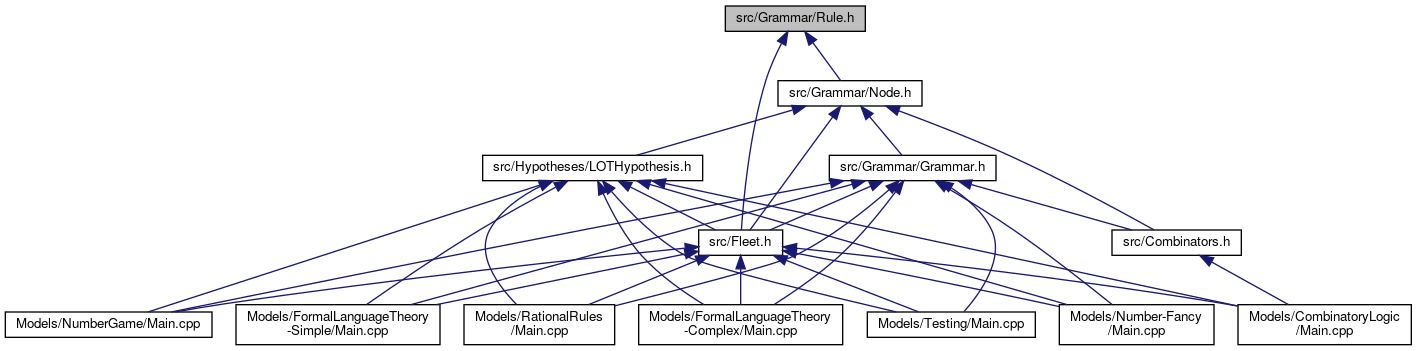 src/Grammar/Rule.h
src/Grammar/Node.h
src/Hypotheses/LOTHypothesis.h
src/Grammar/Grammar.h
src/Fleet.h
src/Combinators.h
Models/NumberGame/Main.cpp
Models/FormalLanguageTheory
-Simple/Main.cpp
Models/RationalRules
/Main.cpp
Models/FormalLanguageTheory
-Complex/Main.cpp
Models/Testing/Main.cpp
Models/Number-Fancy
/Main.cpp
Models/CombinatoryLogic
/Main.cpp